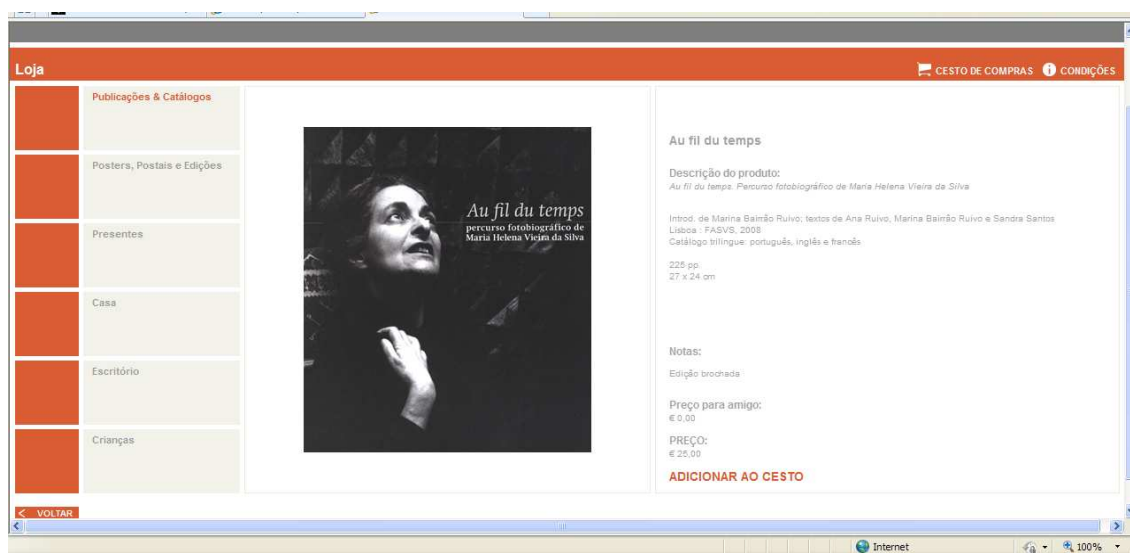 Loja
CESTO DE COMPRAS
CONDIÇÕES
Publicações & Catálogos
Posters, Postais e Edições
Presentes
Casa
Escritório
Crianças
Au fil du temps
percurso fotobiográfico de
Maria Helena Vieira da Silva
Au fil du temps
Descrição do produto:
Au fil du temps. Percurso fotobiográfico de Maria Helena Vieira da Silva
Introd. de Marina Bairrão Ruivo; textos de Ana Ruivo, Marina Bairrão Ruivo e Sandra Santos
Lisboa : FASVS, 2008
Catálogo trilingue: português, inglês e francês
225 pp.
27 x 24 cm
Notas:
Edição brochada
Preço para amigo:
€ 0,00
PREÇO:
€ 25,00
ADICIONAR AO CESTO
VOLTAR
Internet
100%